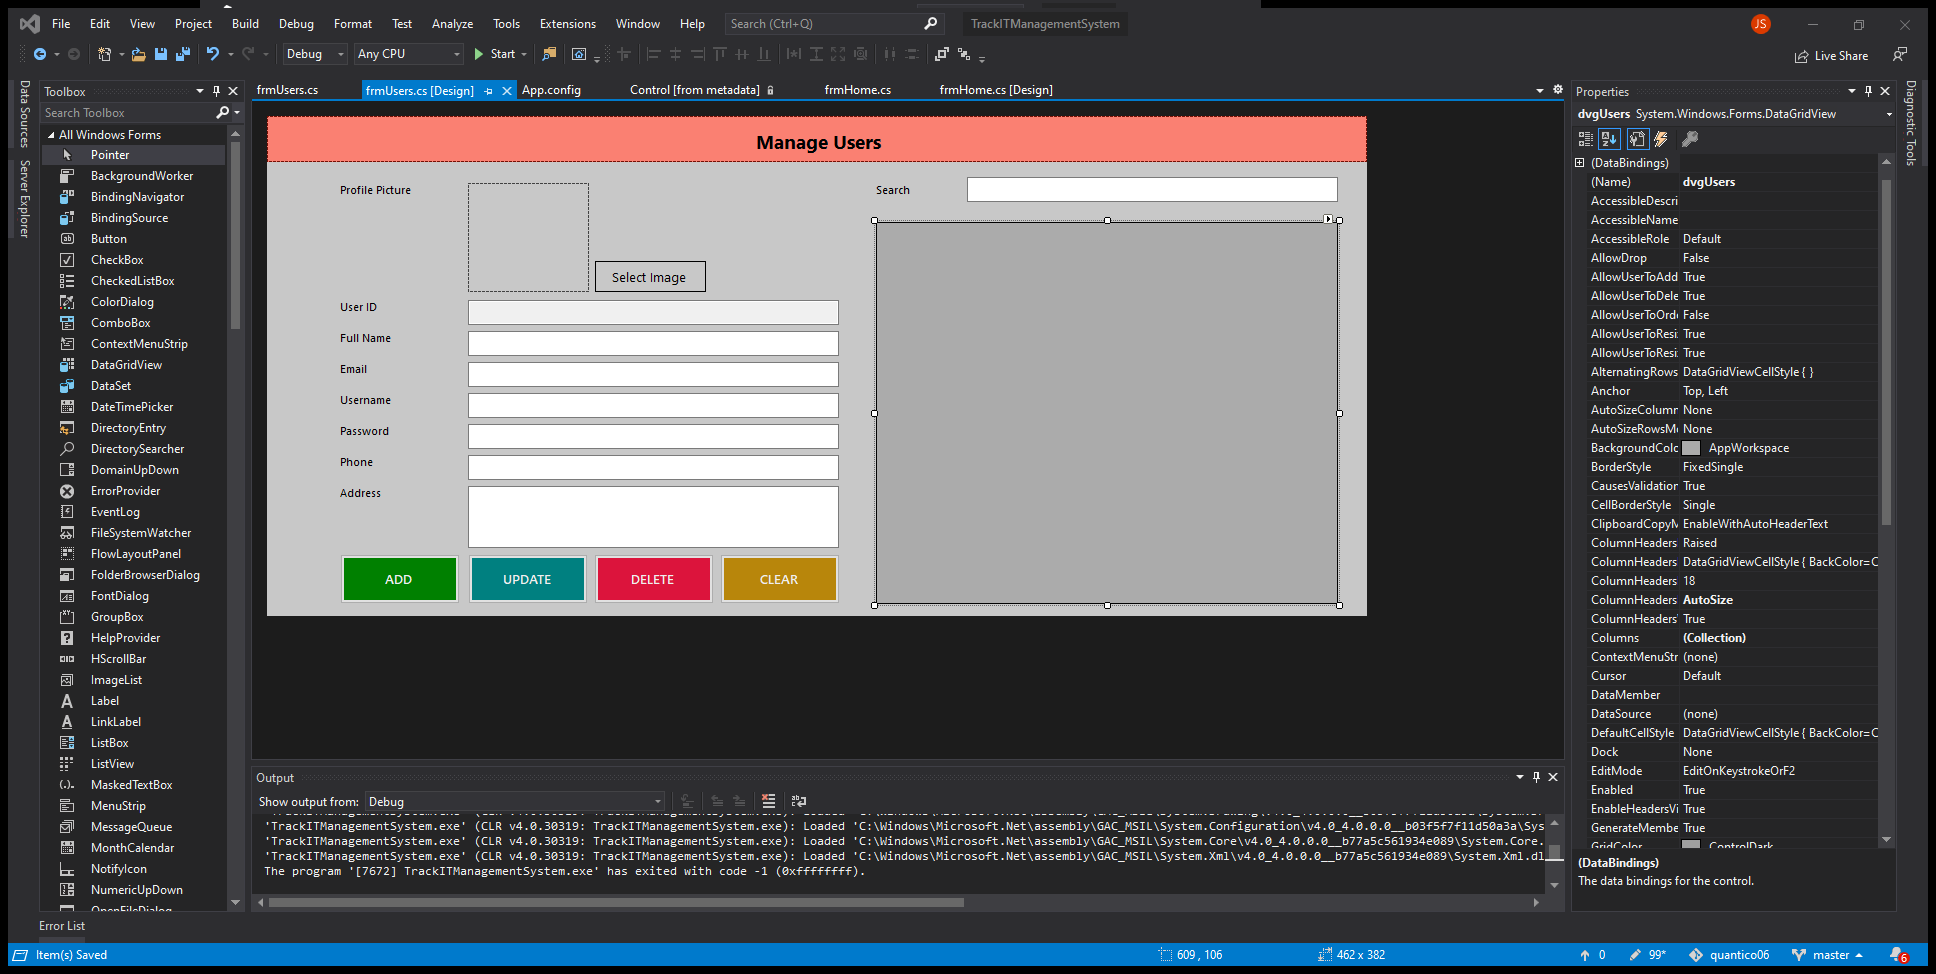 File Edit View Project Build Debug Format Test Analyze Tools Extensions Window Help Search (Ctrl+Q) TrackITManagementSystem JS
Debug Any CPU Start Live Share
Data Sources
Server Explorer
Toolbox
Search Toolbox
All Windows Forms
Pointer
BackgroundWorker
BindingNavigator
BindingSource
Button
CheckBox
CheckedListBox
ColorDialog
ComboBox
ContextMenuStrip
DataGridView
DataSet
DateTimePicker
DirectoryEntry
DirectorySearcher
DomainUpDown
ErrorProvider
EventLog
FileSystemWatcher
FlowLayoutPanel
FolderBrowserDialog
FontDialog
GroupBox
HelpProvider
HScrollBar
ImageList
Label
LinkLabel
ListBox
ListView
MaskedTextBox
MenuStrip
MessageQueue
MonthCalendar
NotifyIcon
NumericUpDown
OpenFileDialog
frmUsers.cs frmUsers.cs [Design] App.config Control [from metadata] frmHome.cs frmHome.cs [Design]
Manage Users
Profile Picture
Search
Select Image
User ID
Full Name
Email
Username
Password
Phone
Address
ADD UPDATE DELETE CLEAR
Output
Show output from: Debug
'TrackITManagementSystem.exe' (CLR v4.0.30319: TrackITManagementSystem.exe): Loaded 'C:\Windows\Microsoft.Net\assembly\GAC_MSIL\System.Configuration\v4.0_4.0.0.0__b03f5f7f11d50a3a\Sys
'TrackITManagementSystem.exe' (CLR v4.0.30319: TrackITManagementSystem.exe): Loaded 'C:\Windows\Microsoft.Net\assembly\GAC_MSIL\System.Core\v4.0_4.0.0.0__b77a5c561934e089\System.Core.
'TrackITManagementSystem.exe' (CLR v4.0.30319: TrackITManagementSystem.exe): Loaded 'C:\Windows\Microsoft.Net\assembly\GAC_MSIL\System.Xml\v4.0_4.0.0.0__b77a5c561934e089\System.Xml.dl
The program '[7672] TrackITManagementSystem.exe' has exited with code -1 (0xffffffff).
Properties
dvgUsers System.Windows.Forms.DataGridView
(DataBindings)
(Name) dvgUsers
AccessibleDescri
AccessibleName
AccessibleRole Default
AllowDrop False
AllowUserToAdd True
AllowUserToDele True
AllowUserToOrde False
AllowUserToResi True
AllowUserToResi True
AlternatingRows DataGridViewCellStyle { }
Anchor Top, Left
AutoSizeColumn None
AutoSizeRowsMo None
BackgroundColo AppWorkspace
BorderStyle FixedSingle
CausesValidation True
CellBorderStyle Single
ClipboardCopyM EnableWithAutoHeaderText
ColumnHeaders Raised
ColumnHeaders DataGridViewCellStyle { BackColor=C
ColumnHeaders 18
ColumnHeaders AutoSize
ColumnHeaders True
Columns (Collection)
ContextMenuStr (none)
Cursor Default
DataMember
DataSource (none)
DefaultCellStyle DataGridViewCellStyle { BackColor=C
Dock None
EditMode EditOnKeystrokeOrF2
Enabled True
EnableHeadersVi True
GenerateMembe True
GridColor ControlDark
(DataBindings)
The data bindings for the control.
Diagnostic Tools
Error List
Item(s) Saved 609 , 106 462 x 382 0 99* quantico06 master 6